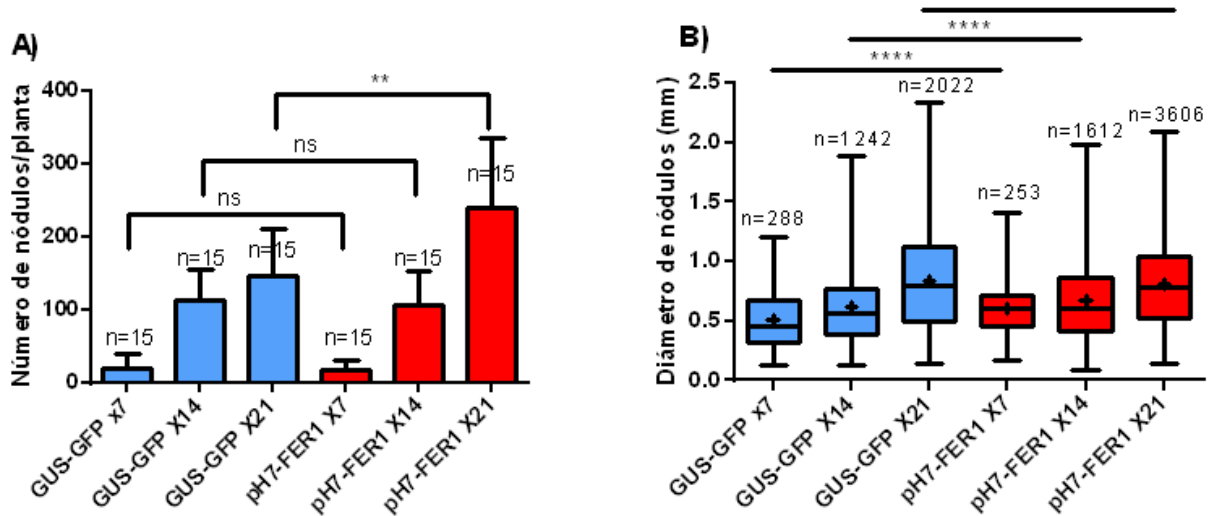 A)
Número de nódulos/planta
400
300
200
100
0
**
ns
ns
n=15
n=15
n=15
n=15
n=15
n=15
GUS-GFP x7
GUS-GFP X14
GUS-GFP X21
pH7-FER1 X7
pH7-FER1 X14
pH7-FER1 X21
B)
Diámetro de nódulos (mm)
2.5
2.0
1.5
1.0
0.5
0.0
****
****
n=288
n=1242
n=2022
n=253
n=1612
n=3606
GUS-GFP x7
GUS-GFP X14
GUS-GFP X21
pH7-FER1 X7
pH7-FER1 X14
pH7-FER1 X21